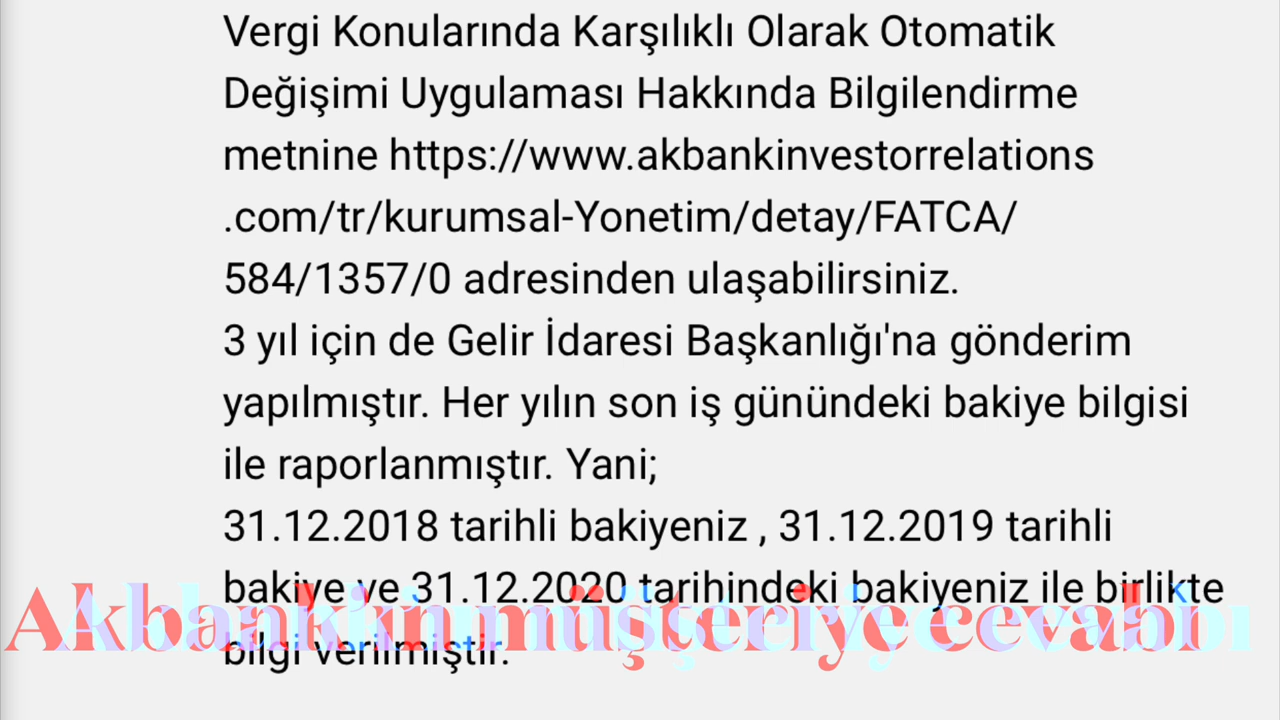 Vergi Konularında Karşılıklı Olarak Otomatik
Değişimi Uygulaması Hakkında Bilgilendirme
metnine https://www.akbankinvestorrelations
.com/tr/kurumsal-Yonetim/detay/FATCA/
584/1357/0 adresinden ulaşabilirsiniz.
3 yıl için de Gelir İdaresi Başkanlığı'na gönderim
yapılmıştır. Her yılın son iş günündeki bakiye bilgisi
ile raporlanmıştır. Yani;
31.12.2018 tarihli bakiyeniz , 31.12.2019 tarihli
bakiye ve 31.12.2020 tarihindeki bakiyeniz ile birlikte
bilgi verilmiştir.
Akbankın müşteriye cevabı